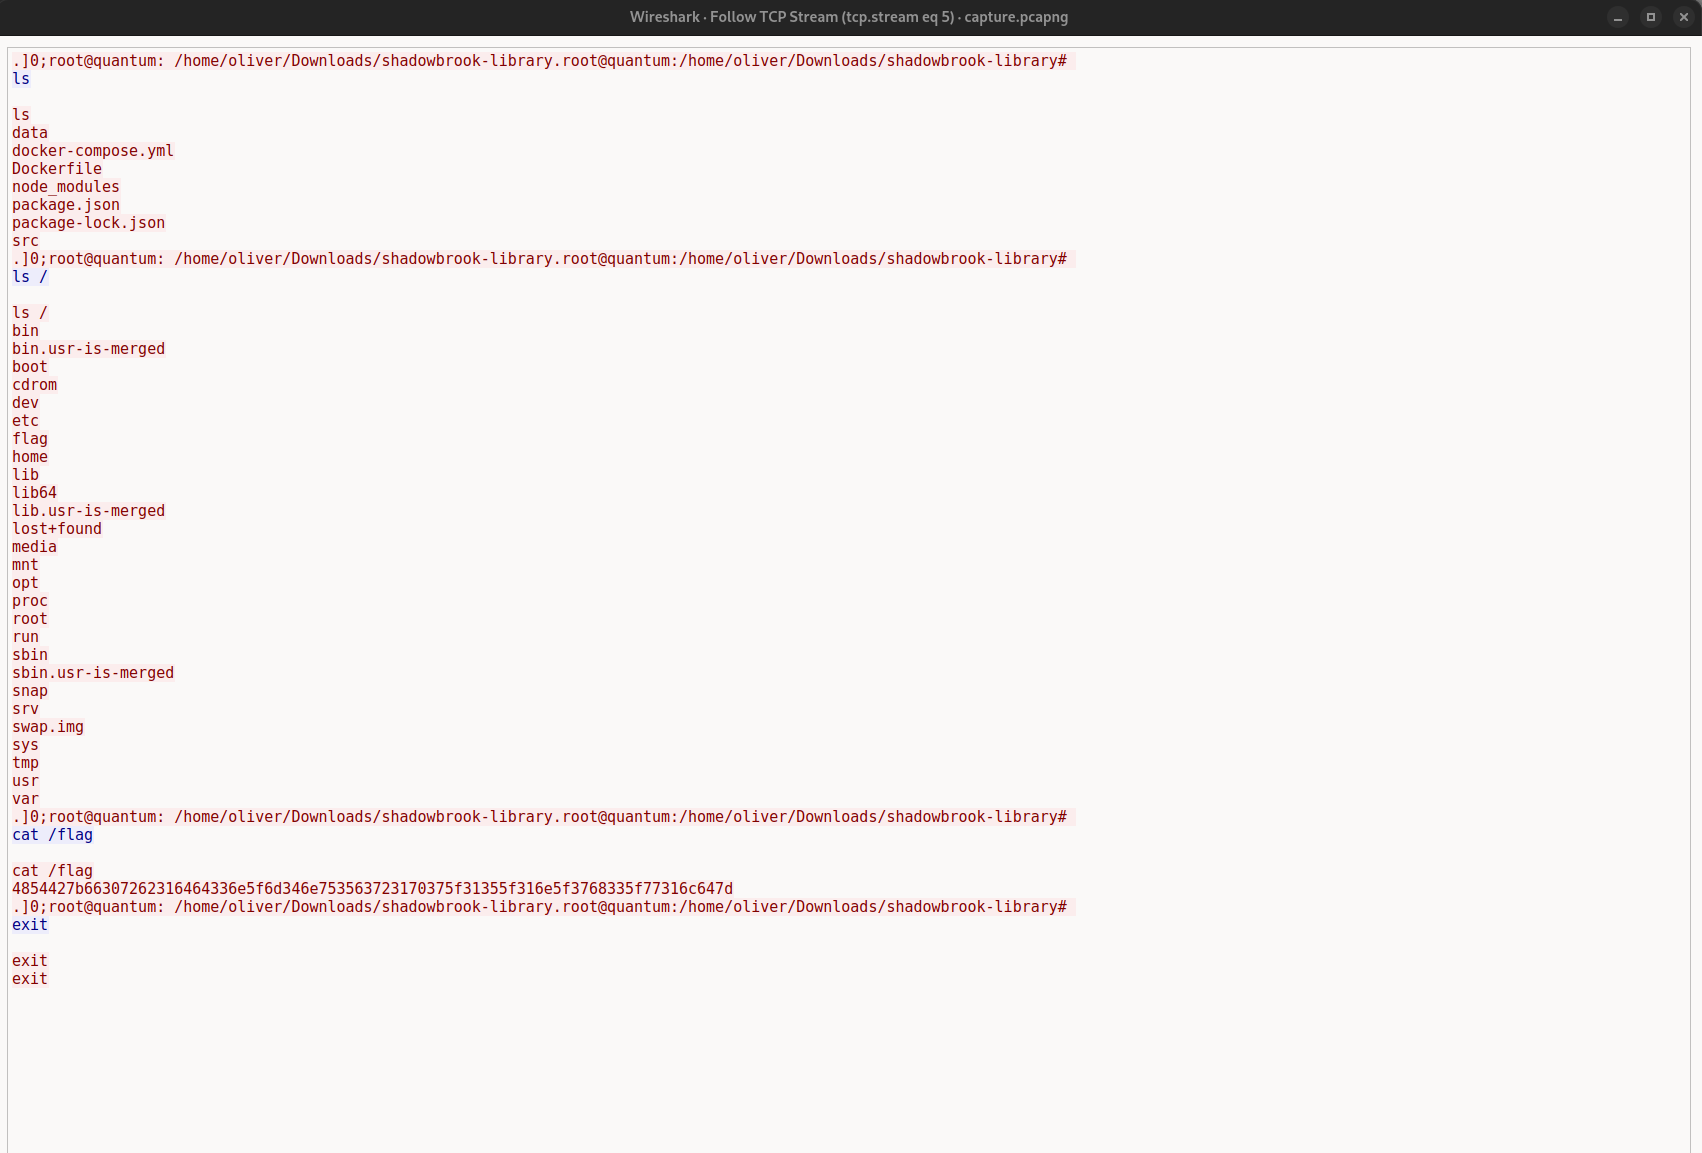 Wireshark · Follow TCP Stream (tcp.stream eq 5) · capture.pcapng
.]0;root@quantum: /home/oliver/Downloads/shadowbrook-library.root@quantum:/home/oliver/Downloads/shadowbrook-library#
ls
ls
data
docker-compose.yml
Dockerfile
node_modules
package.json
package-lock.json
src
.]0;root@quantum: /home/oliver/Downloads/shadowbrook-library.root@quantum:/home/oliver/Downloads/shadowbrook-library#
ls /
ls /
bin
bin.usr-is-merged
boot
cdrom
dev
etc
flag
home
lib
lib64
lib.usr-is-merged
lost+found
media
mnt
opt
proc
root
run
sbin
sbin.usr-is-merged
snap
srv
swap.img
sys
tmp
usr
var
.]0;root@quantum: /home/oliver/Downloads/shadowbrook-library.root@quantum:/home/oliver/Downloads/shadowbrook-library#
cat /flag
cat /flag
4854427b66307262316464336e5f6d346e753563723170375f31355f316e5f3768335f77316c647d
.]0;root@quantum: /home/oliver/Downloads/shadowbrook-library.root@quantum:/home/oliver/Downloads/shadowbrook-library#
exit
exit
exit